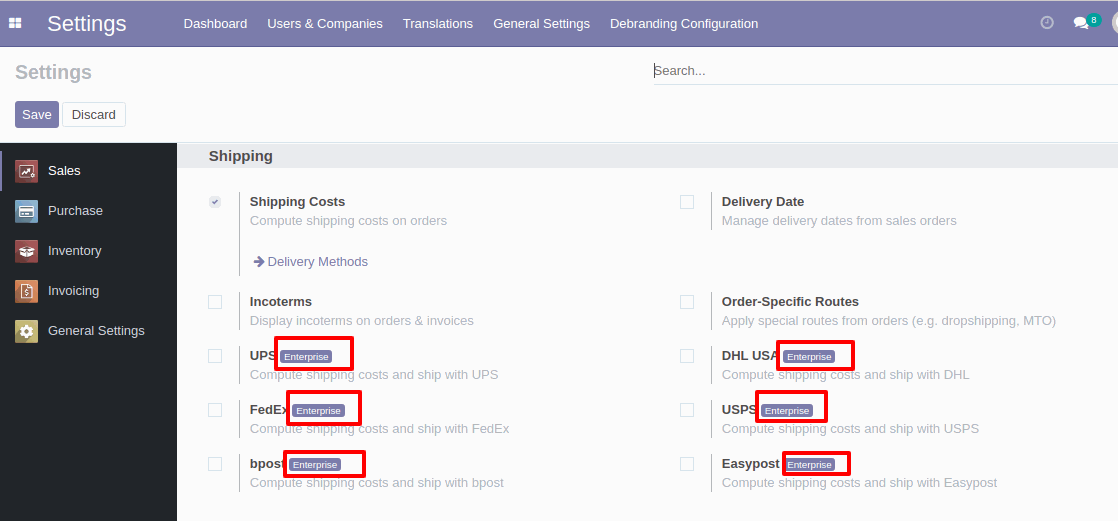 Settings Dashboard Users & Companies Translations General Settings Debranding Configuration 8
Settings Search...
Save Discard
Sales
Purchase
Inventory
Invoicing
General Settings
Shipping
Shipping Costs
Compute shipping costs on orders
Delivery Methods
Delivery Date
Manage delivery dates from sales orders
Incoterms
Display incoterms on orders & invoices
Order-Specific Routes
Apply special routes from orders (e.g. dropshipping, MTO)
UPS Enterprise
Compute shipping costs and ship with UPS
DHL USA Enterprise
Compute shipping costs and ship with DHL
FedEx Enterprise
Compute shipping costs and ship with FedEx
USPS Enterprise
Compute shipping costs and ship with USPS
bpost Enterprise
Compute shipping costs and ship with bpost
Easypost Enterprise
Compute shipping costs and ship with Easypost